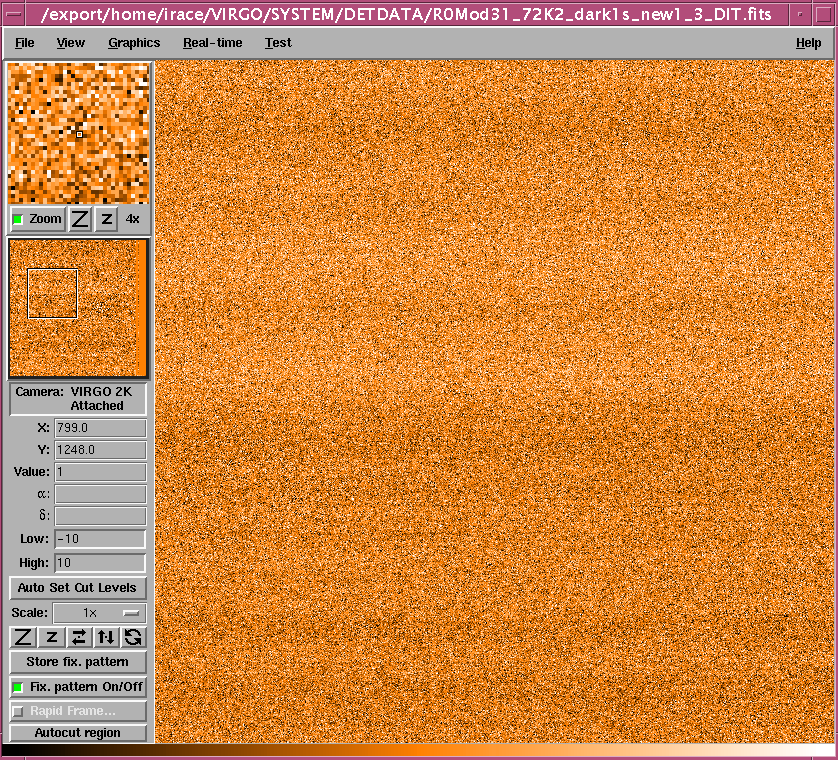 /export/home/irace/VIRGO/SYSTEM/DETDATA/R0Mod31_72K2_dark1s_new1_3_DIT.fits
File View Graphics Real-time Test Help
Zoom Z z 4x
Camera: VIRGO 2K
Attached
X: 799.0
Y: 1248.0
Value: 1
α:
δ:
Low: -10
High: 10
Auto Set Cut Levels
Scale: 1x
Z z
Store fix. pattern
Fix. pattern On/Off
Rapid Frame...
Autocut region